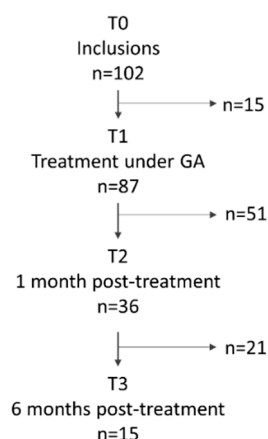 T0
Inclusions
n=102
n=15
T1
Treatment under GA
n=87
n=51
T2
1 month post-treatment
n=36
n=21
T3
6 months post-treatment
n=15